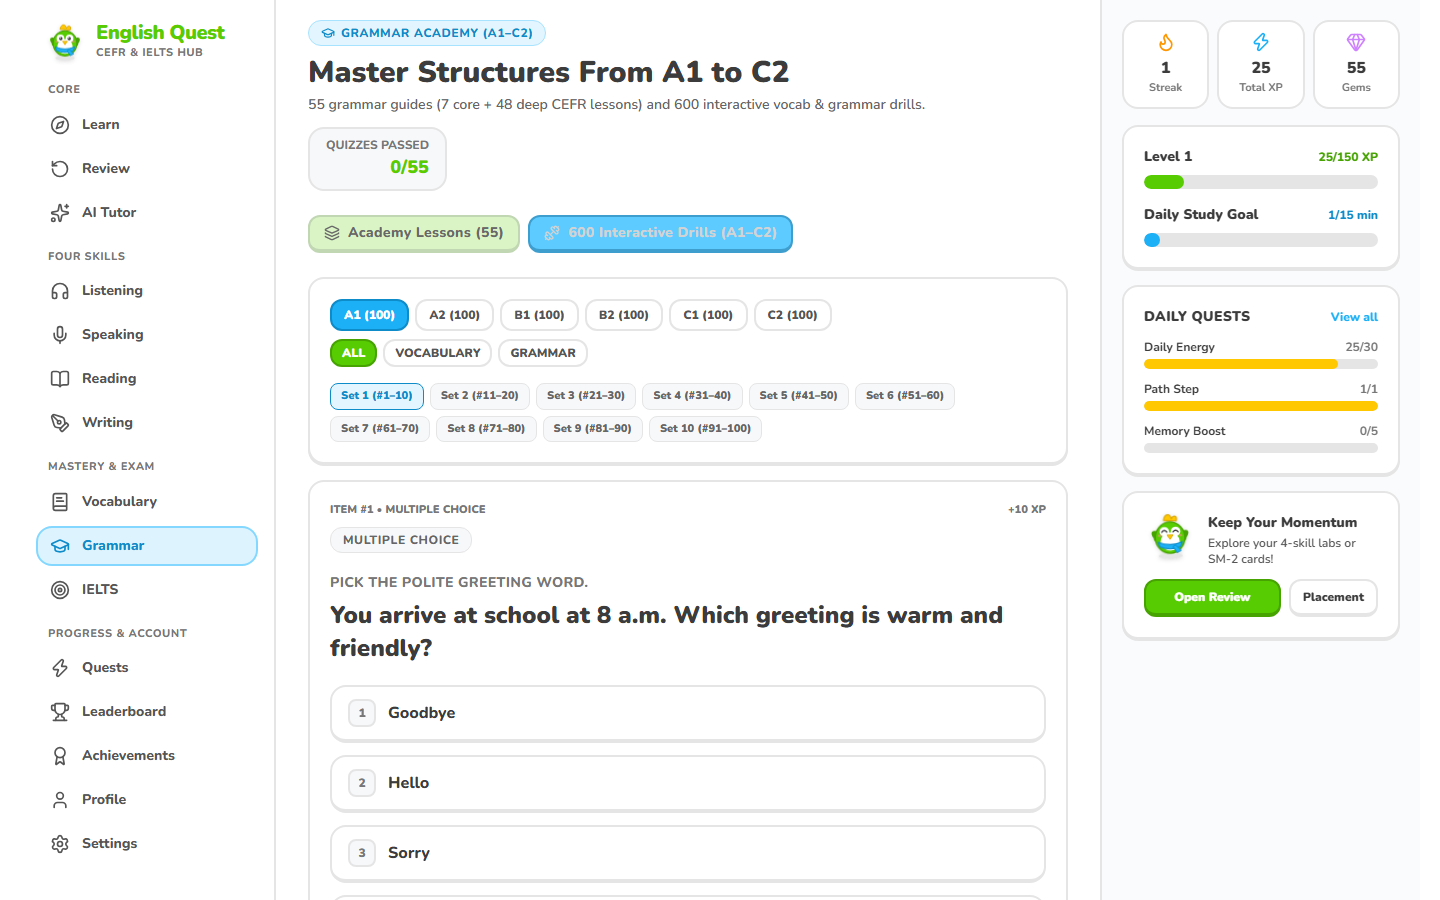 English Quest
CEFR & IELTS HUB
CORE
Learn
Review
AI Tutor
FOUR SKILLS
Listening
Speaking
Reading
Writing
MASTERY & EXAM
Vocabulary
Grammar
IELTS
PROGRESS & ACCOUNT
Quests
Leaderboard
Achievements
Profile
Settings
GRAMMAR ACADEMY (A1–C2)
Master Structures From A1 to C2
55 grammar guides (7 core + 48 deep CEFR lessons) and 600 interactive vocab & grammar drills.
QUIZZES PASSED
0/55
Academy Lessons (55)
600 Interactive Drills (A1–C2)
A1 (100)
A2 (100)
B1 (100)
B2 (100)
C1 (100)
C2 (100)
ALL
VOCABULARY
GRAMMAR
Set 1 (#1–10)
Set 2 (#11–20)
Set 3 (#21–30)
Set 4 (#31–40)
Set 5 (#41–50)
Set 6 (#51–60)
Set 7 (#61–70)
Set 8 (#71–80)
Set 9 (#81–90)
Set 10 (#91–100)
ITEM #1 • MULTIPLE CHOICE
+10 XP
MULTIPLE CHOICE
PICK THE POLITE GREETING WORD.
You arrive at school at 8 a.m. Which greeting is warm and
friendly?
1 Goodbye
2 Hello
3 Sorry
1
Streak
25
Total XP
55
Gems
Level 1
25/150 XP
Daily Study Goal
1/15 min
DAILY QUESTS
View all
Daily Energy
25/30
Path Step
1/1
Memory Boost
0/5
Keep Your Momentum
Explore your 4-skill labs or
SM-2 cards!
Open Review
Placement